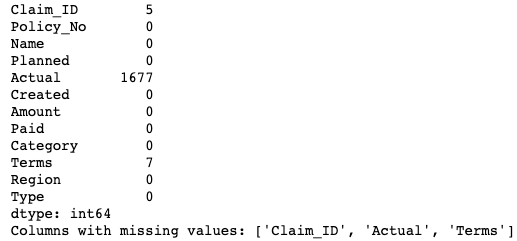 Claim_ID 5
Policy_No 0
Name 0
Planned 0
Actual 1677
Created 0
Amount 0
Paid 0
Category 0
Terms 7
Region 0
Type 0
dtype: int64
Columns with missing values: ['Claim_ID', 'Actual', 'Terms']